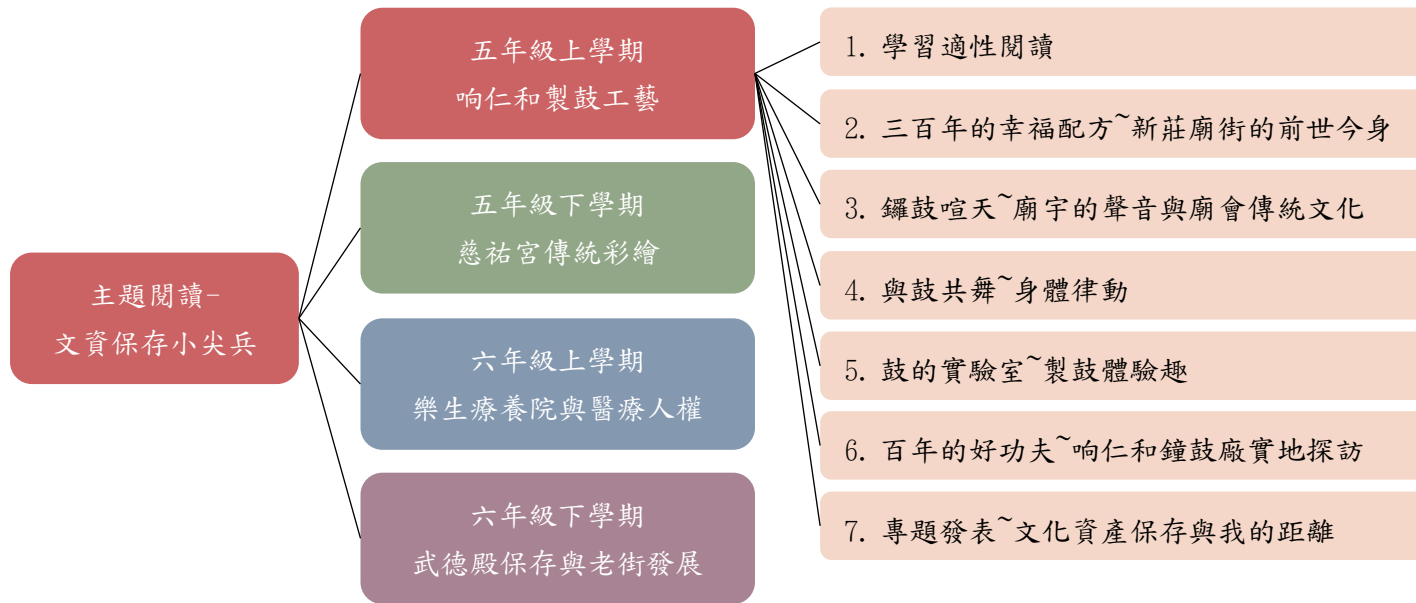 主題閱讀-
文資保存小尖兵
五年級上學期
响仁和製鼓工藝
五年級下學期
慈祐宮傳統彩繪
六年級上學期
樂生療養院與醫療人權
六年級下學期
武德殿保存與老街發展
1. 學習適性閱讀
2. 三百年的幸福配方~新莊廟街的前世今身
3. 鑼鼓喧天~廟宇的聲音與廟會傳統文化
4. 與鼓共舞~身體律動
5. 鼓的實驗室~製鼓體驗趣
6. 百年的好功夫~响仁和鐘鼓廠實地探訪
7. 專題發表~文化資產保存與我的距離